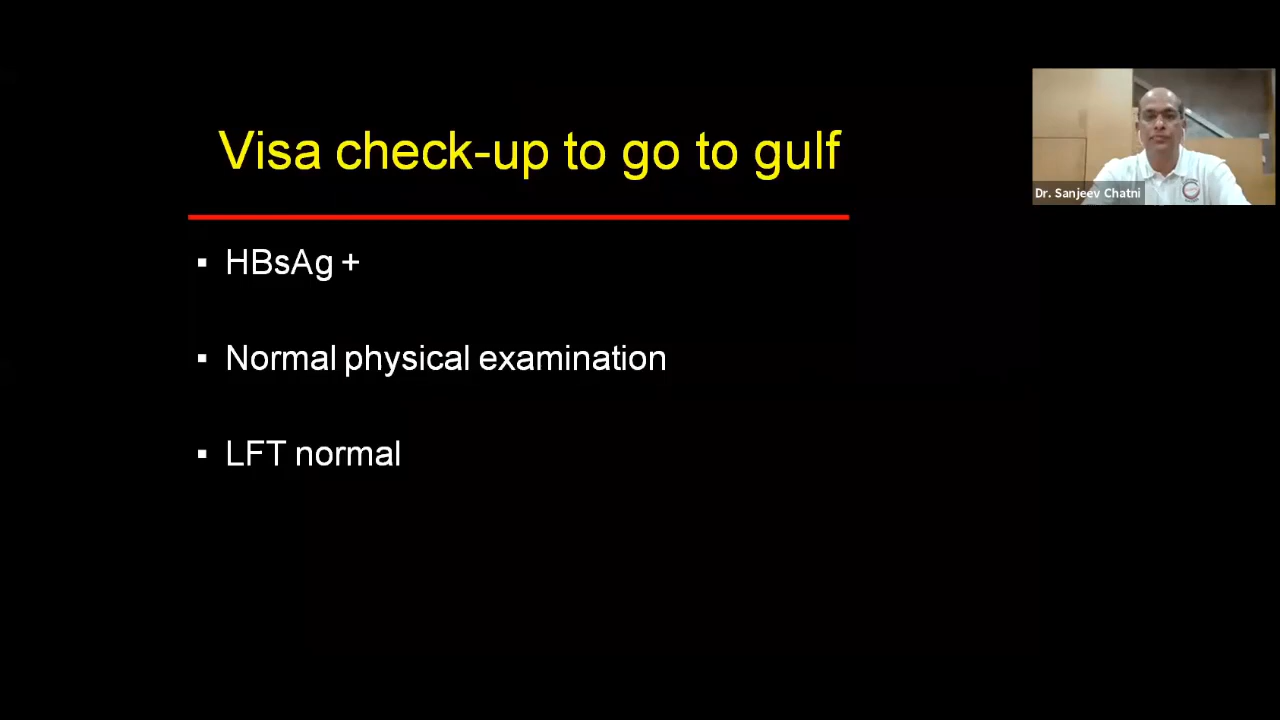 Visa check-up to go to gulf
Dr. Sanjeev Chatni
▪ HBsAg +
▪ Normal physical examination
▪ LFT normal